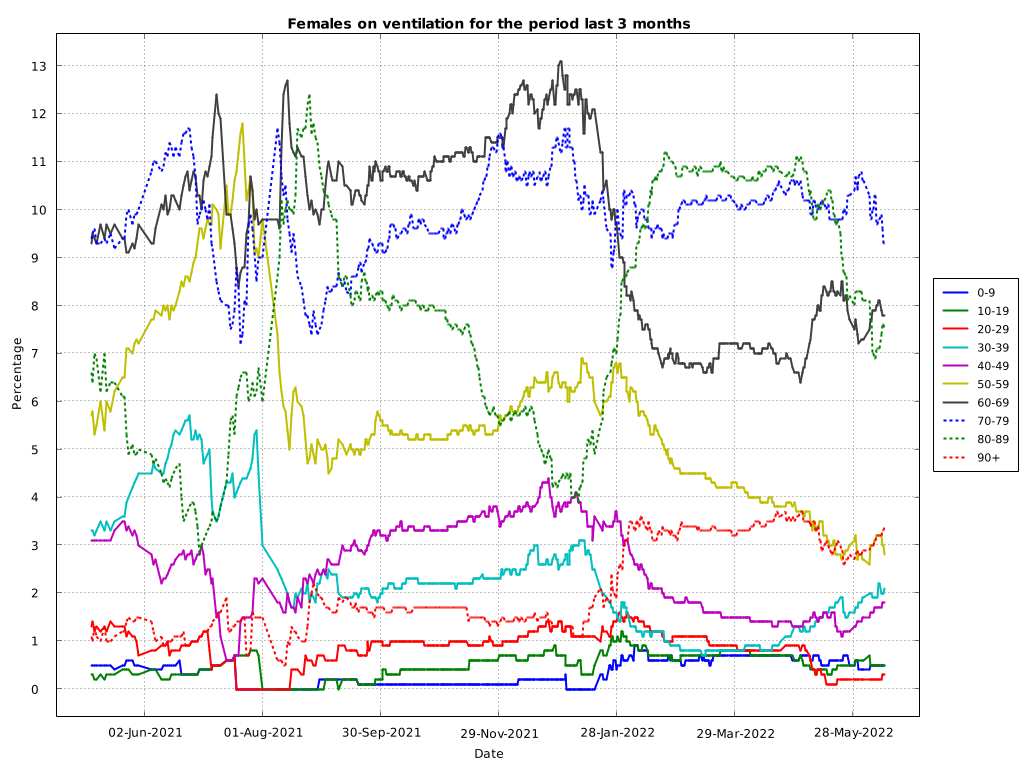 Females on ventilation for the period last 3 months
Percentage
13
12
11
10
9
8
7
6
5
4
3
2
1
0
02-Jun-2021
01-Aug-2021
30-Sep-2021
29-Nov-2021
28-Jan-2022
29-Mar-2022
28-May-2022
Date
0-9
10-19
20-29
30-39
40-49
50-59
60-69
70-79
80-89
90+